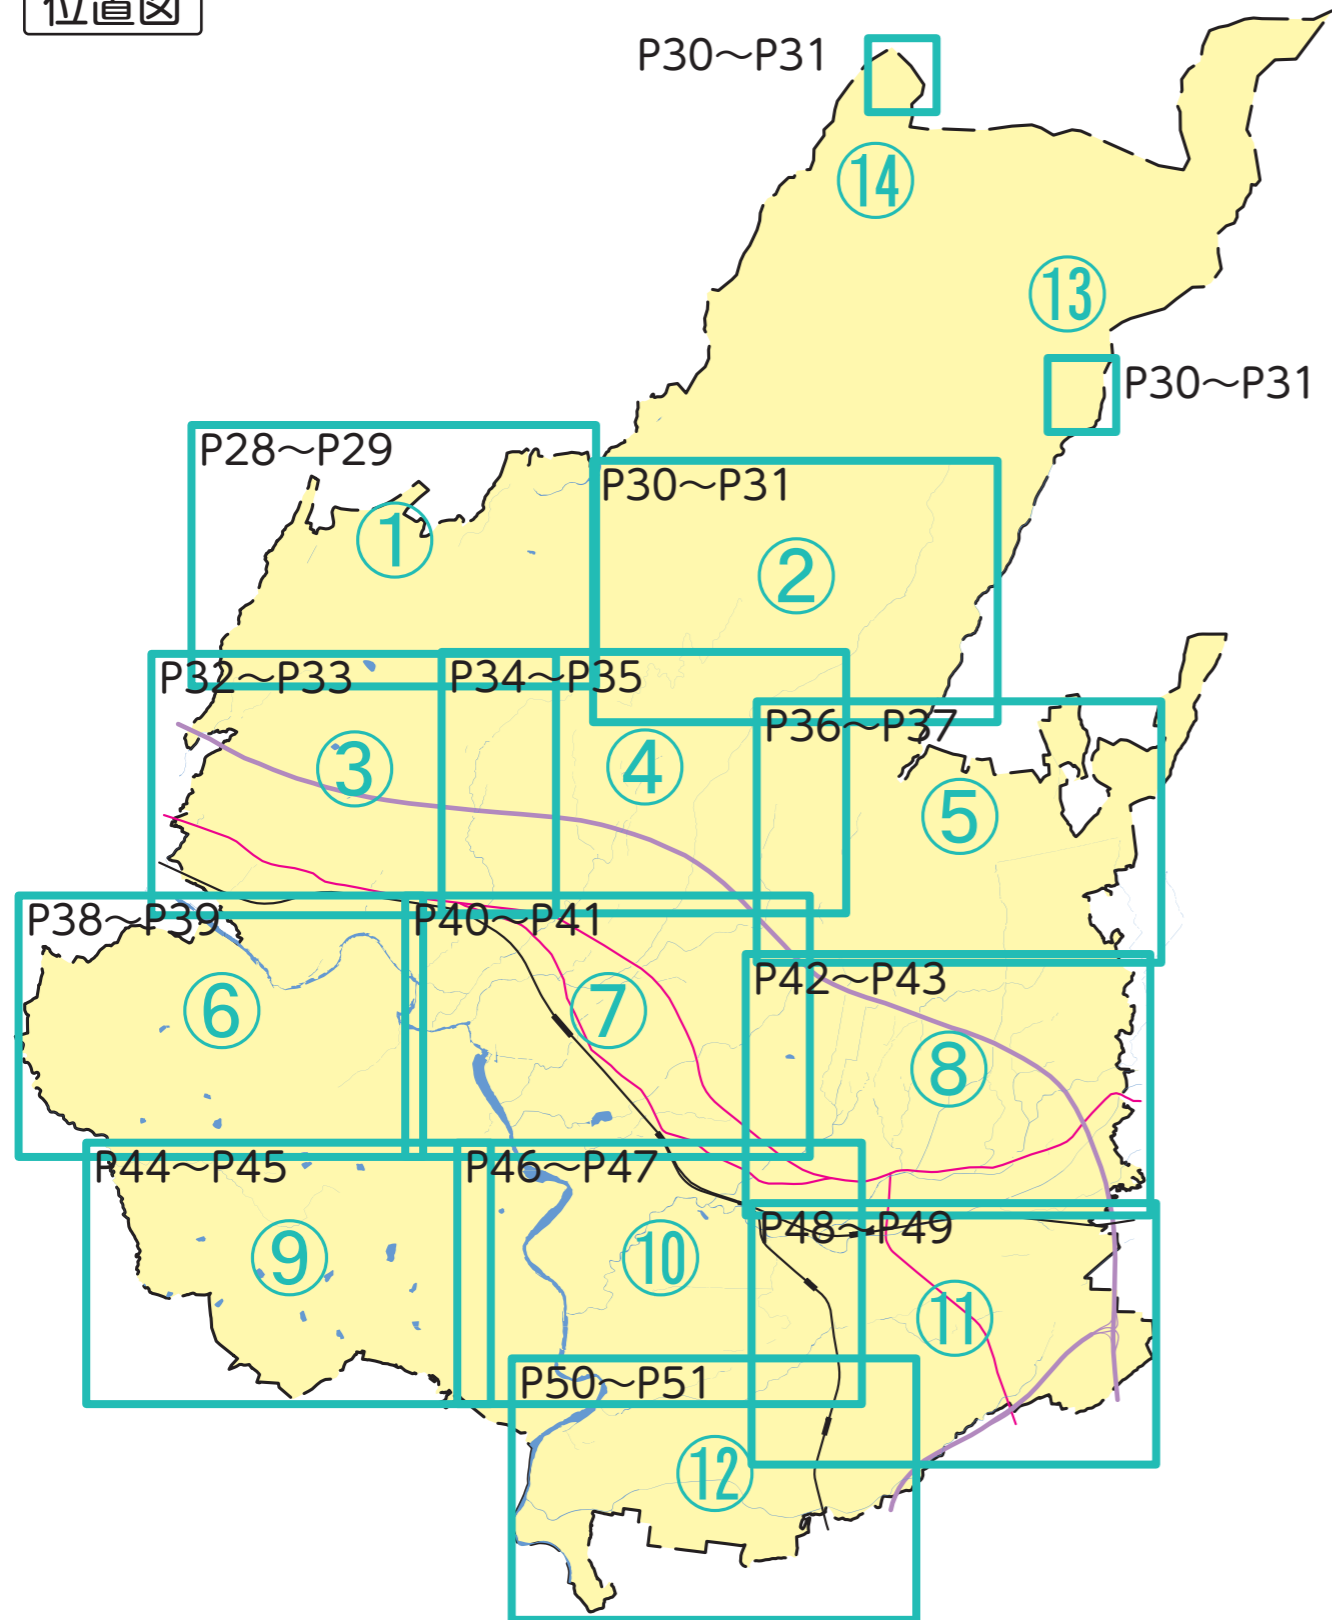 位置図
P30～P31
⑭
⑬
P30～P31
P28～P29
①
P30～P31
②
P32～P33
③
P34～P35
④
P36～P37
⑤
P38～P39
⑥
P40～P41
⑦
P42～P43
⑧
P44～P45
⑨
P46～P47
⑩
P48～P49
⑪
P50～P51
⑫